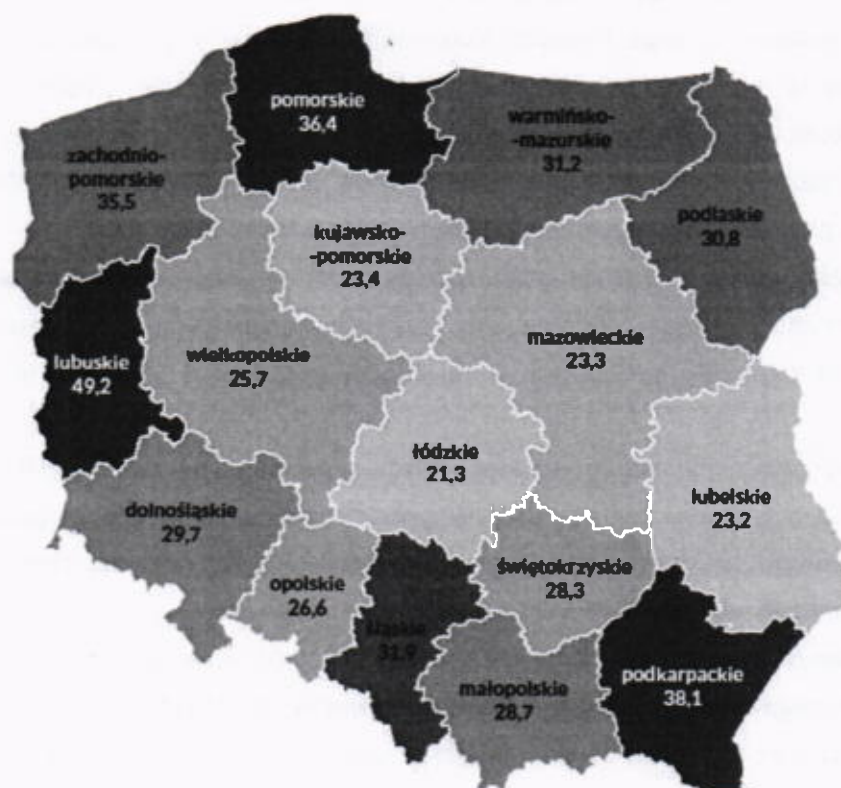 pomorskie
36,4
warmińsko-
-mazurskie
31,2
zachodnio-
pomorskie
35,5
podlaskie
30,8
kujawsko-
-pomorskie
23,4
mazowieckie
23,3
wielkopolskie
25,7
lubuskie
49,2
łódzkie
21,3
lubelskie
23,2
dolnośląskie
29,7
świętokrzyskie
28,3
opolskie
26,6
śląskie
31,9
podkarpackie
38,1
małopolskie
28,7